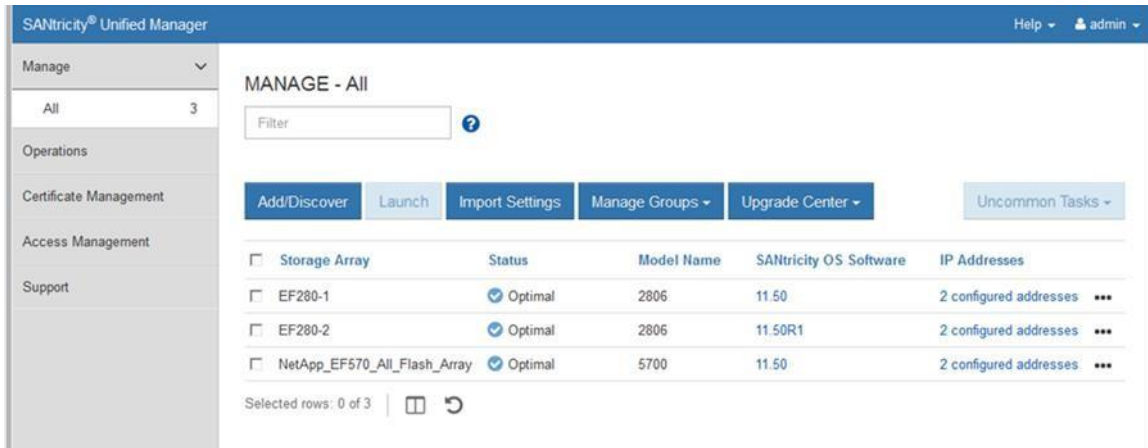 SANtricity® Unified Manager Help admin
Manage
All 3
Operations
Certificate Management
Access Management
Support
MANAGE - All
Filter
Add/Discover Launch Import Settings Manage Groups Upgrade Center Uncommon Tasks
Storage Array Status Model Name SANtricity OS Software IP Addresses
EF280-1 Optimal 2806 11.50 2 configured addresses
EF280-2 Optimal 2806 11.50R1 2 configured addresses
NetApp_EF570_All_Flash_Array Optimal 5700 11.50 2 configured addresses
Selected rows: 0 of 3